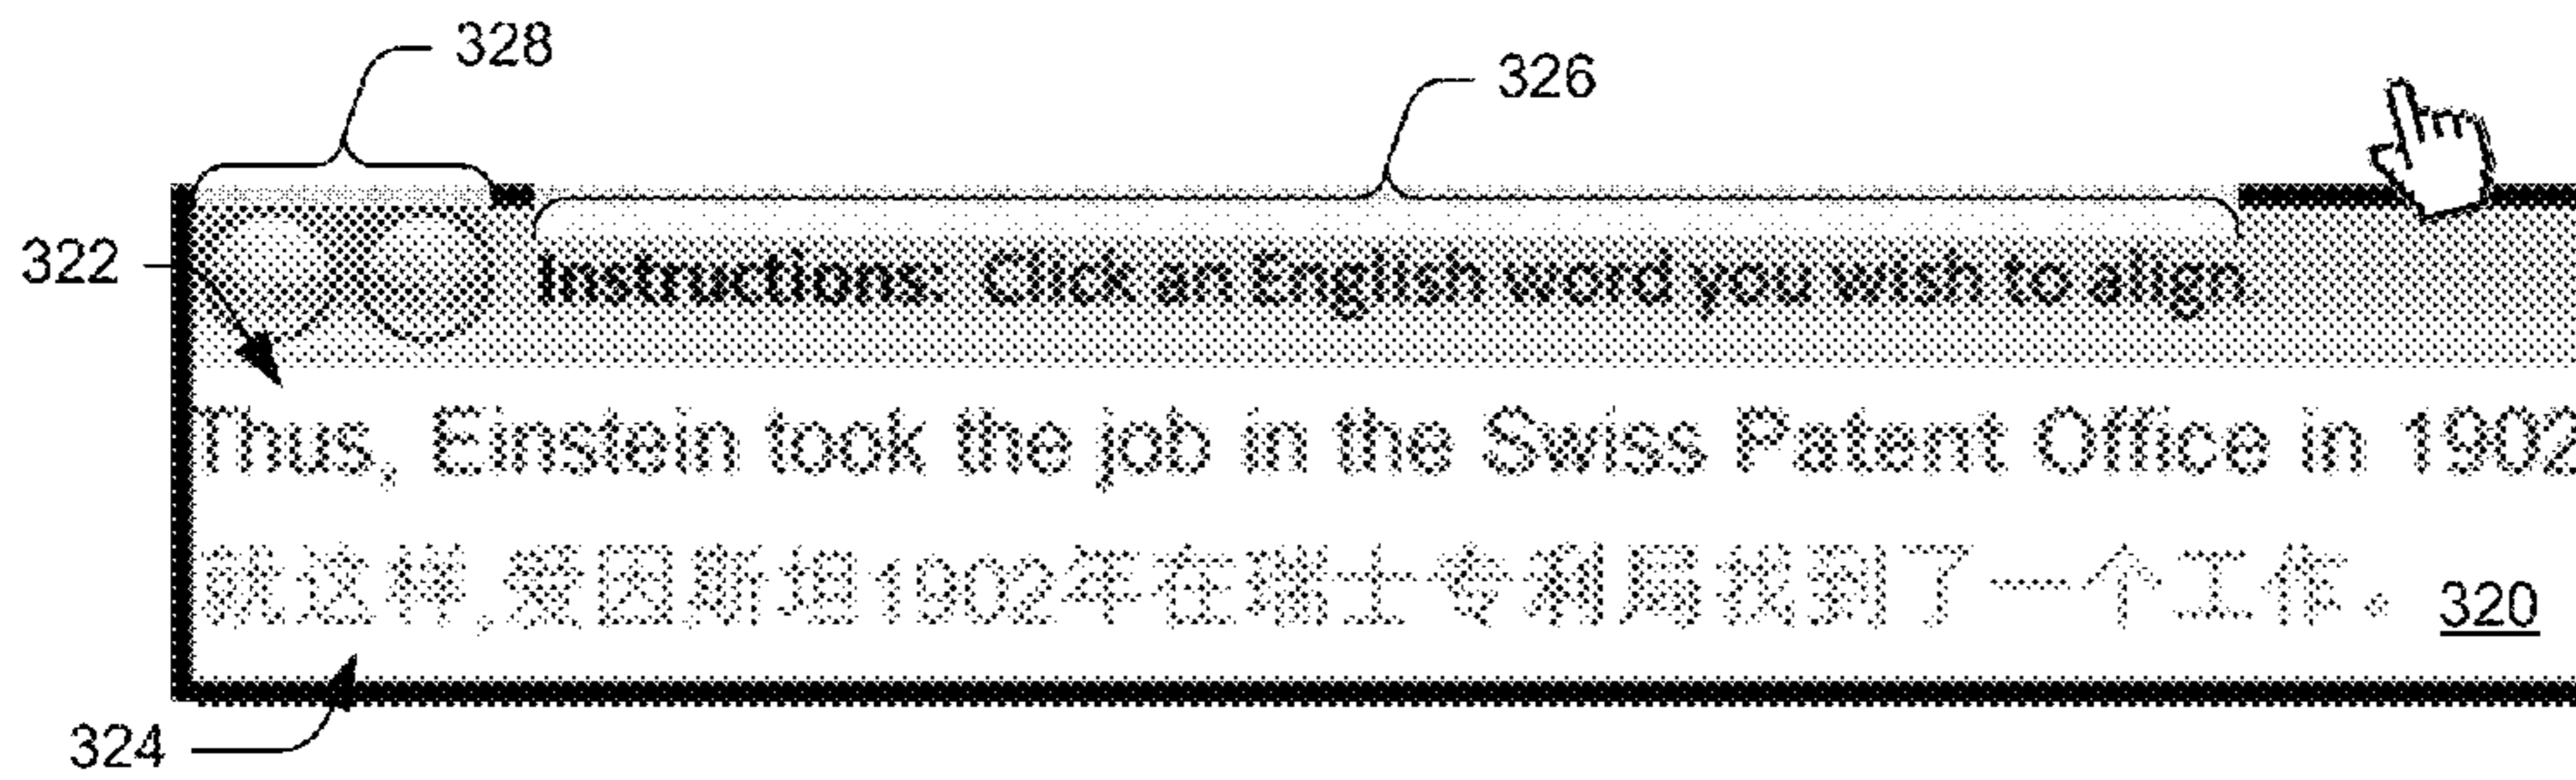 328
326
322
Instructions: Click an English word you wish to align.
Thus, Einstein took the job in the Swiss Patent Office in 1902
就这样,爱因斯坦1902年在瑞士专利局找到了一个工作。 320
324